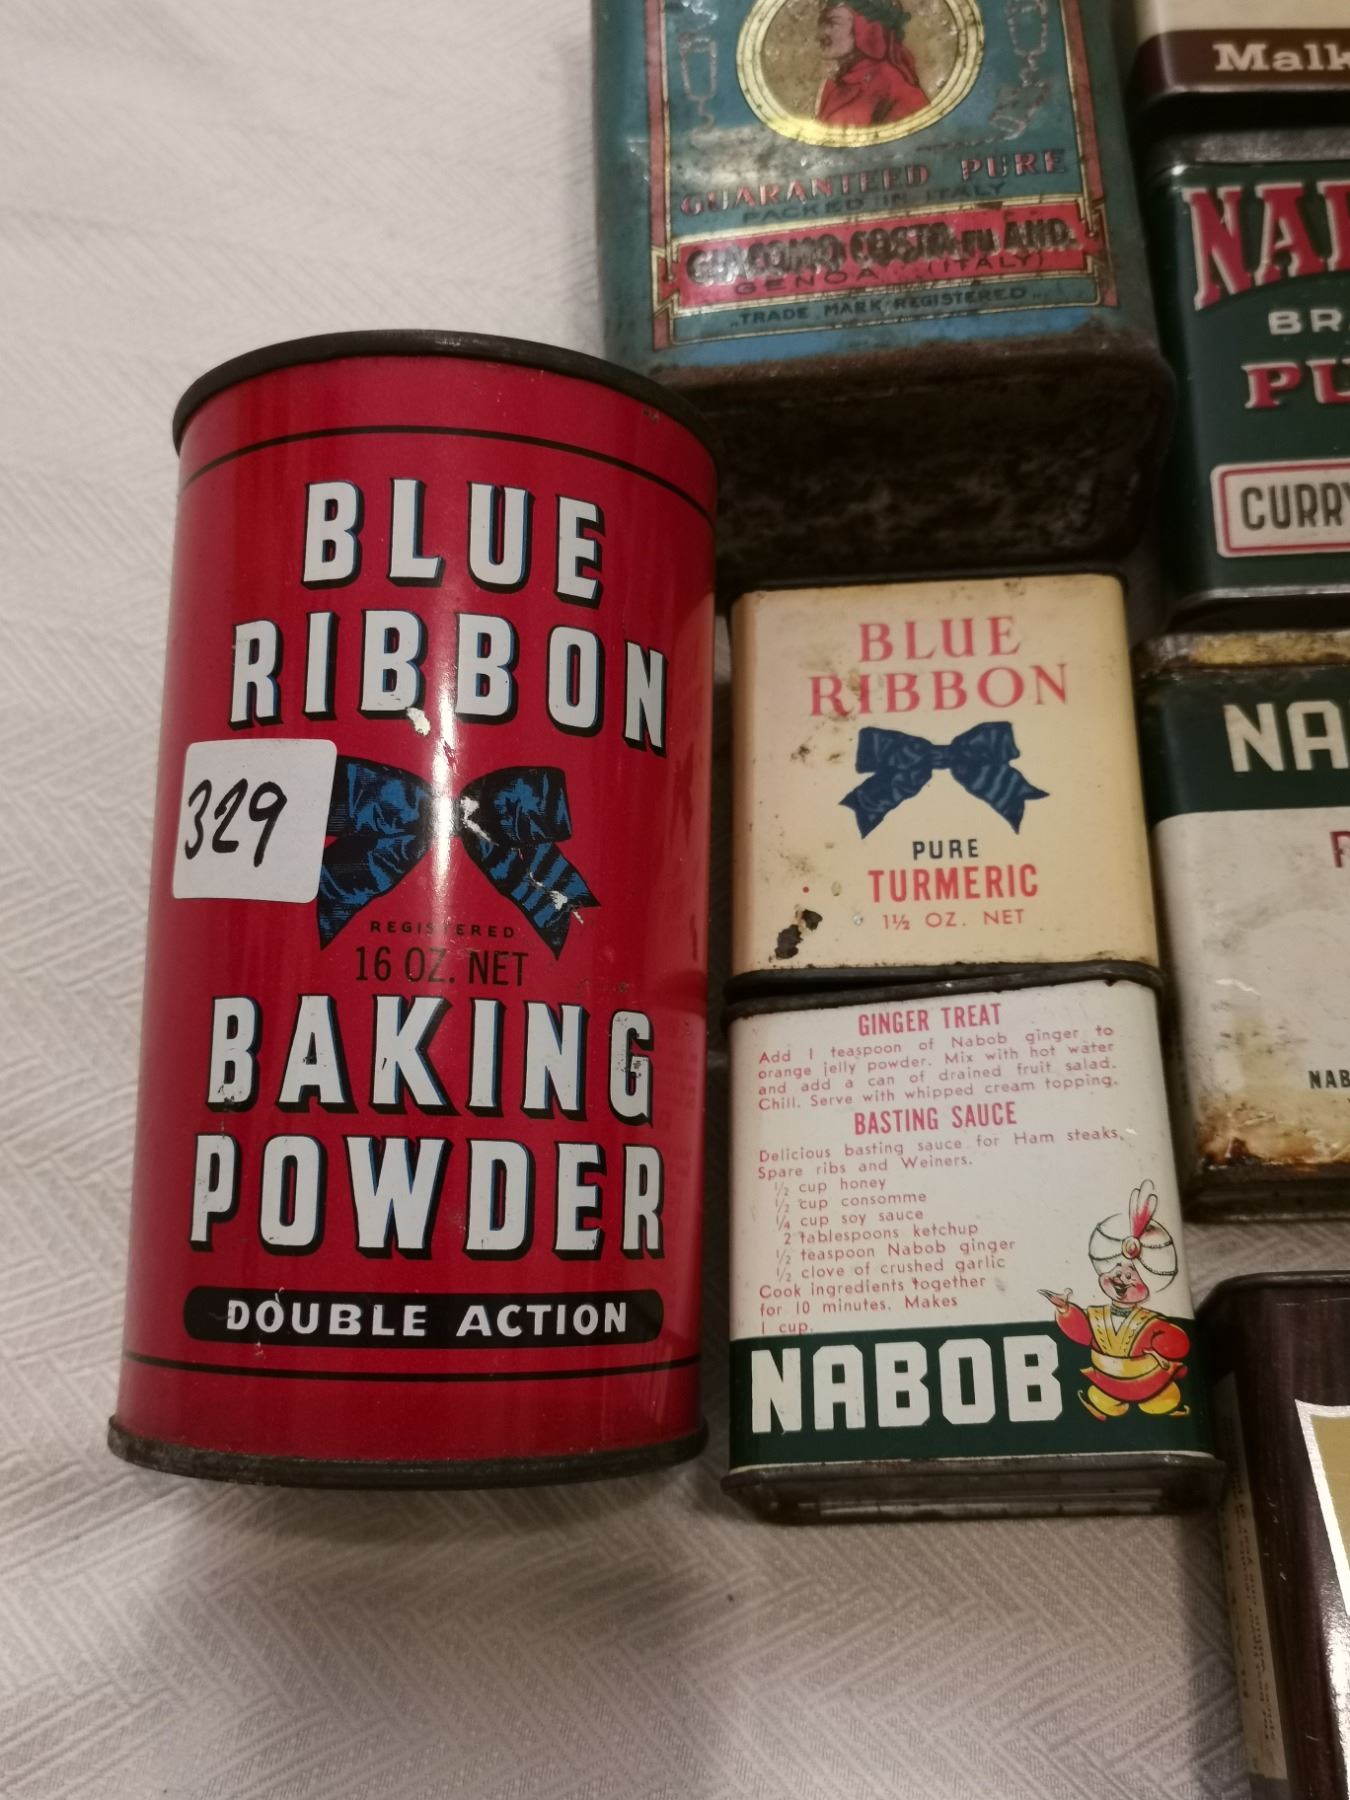 GUARANTEED PURE
PACKED IN ITALY
GIACOMO COSTA FU AND.
GENOA (ITALY)
"TRADE MARK REGISTERED"
BLUE
RIBBON
329
REGISTERED
16 OZ. NET
BAKING
POWDER
DOUBLE ACTION
BLUE
RIBBON
PURE
TURMERIC
1½ OZ. NET
GINGER TREAT
Add 1 teaspoon of Nabob ginger to
orange jelly powder. Mix with hot water
and add a can of drained fruit salad.
Chill. Serve with whipped cream topping.
BASTING SAUCE
Delicious basting sauce for Ham steaks,
Spare ribs and Weiners.
½ cup honey
½ cup consomme
¼ cup soy sauce
2 tablespoons ketchup
½ teaspoon Nabob ginger
½ clove of crushed garlic
Cook ingredients together
for 10 minutes. Makes
1 cup.
NABOB
Malk
NAB
BR
PU
CURRY
NA
NAB